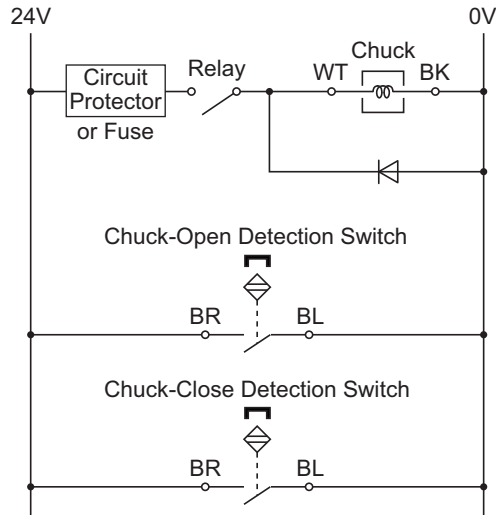 24V
0V
Circuit
Protector
or Fuse
Relay
Chuck
WT
BK
Chuck-Open Detection Switch
BR
BL
Chuck-Close Detection Switch
BR
BL